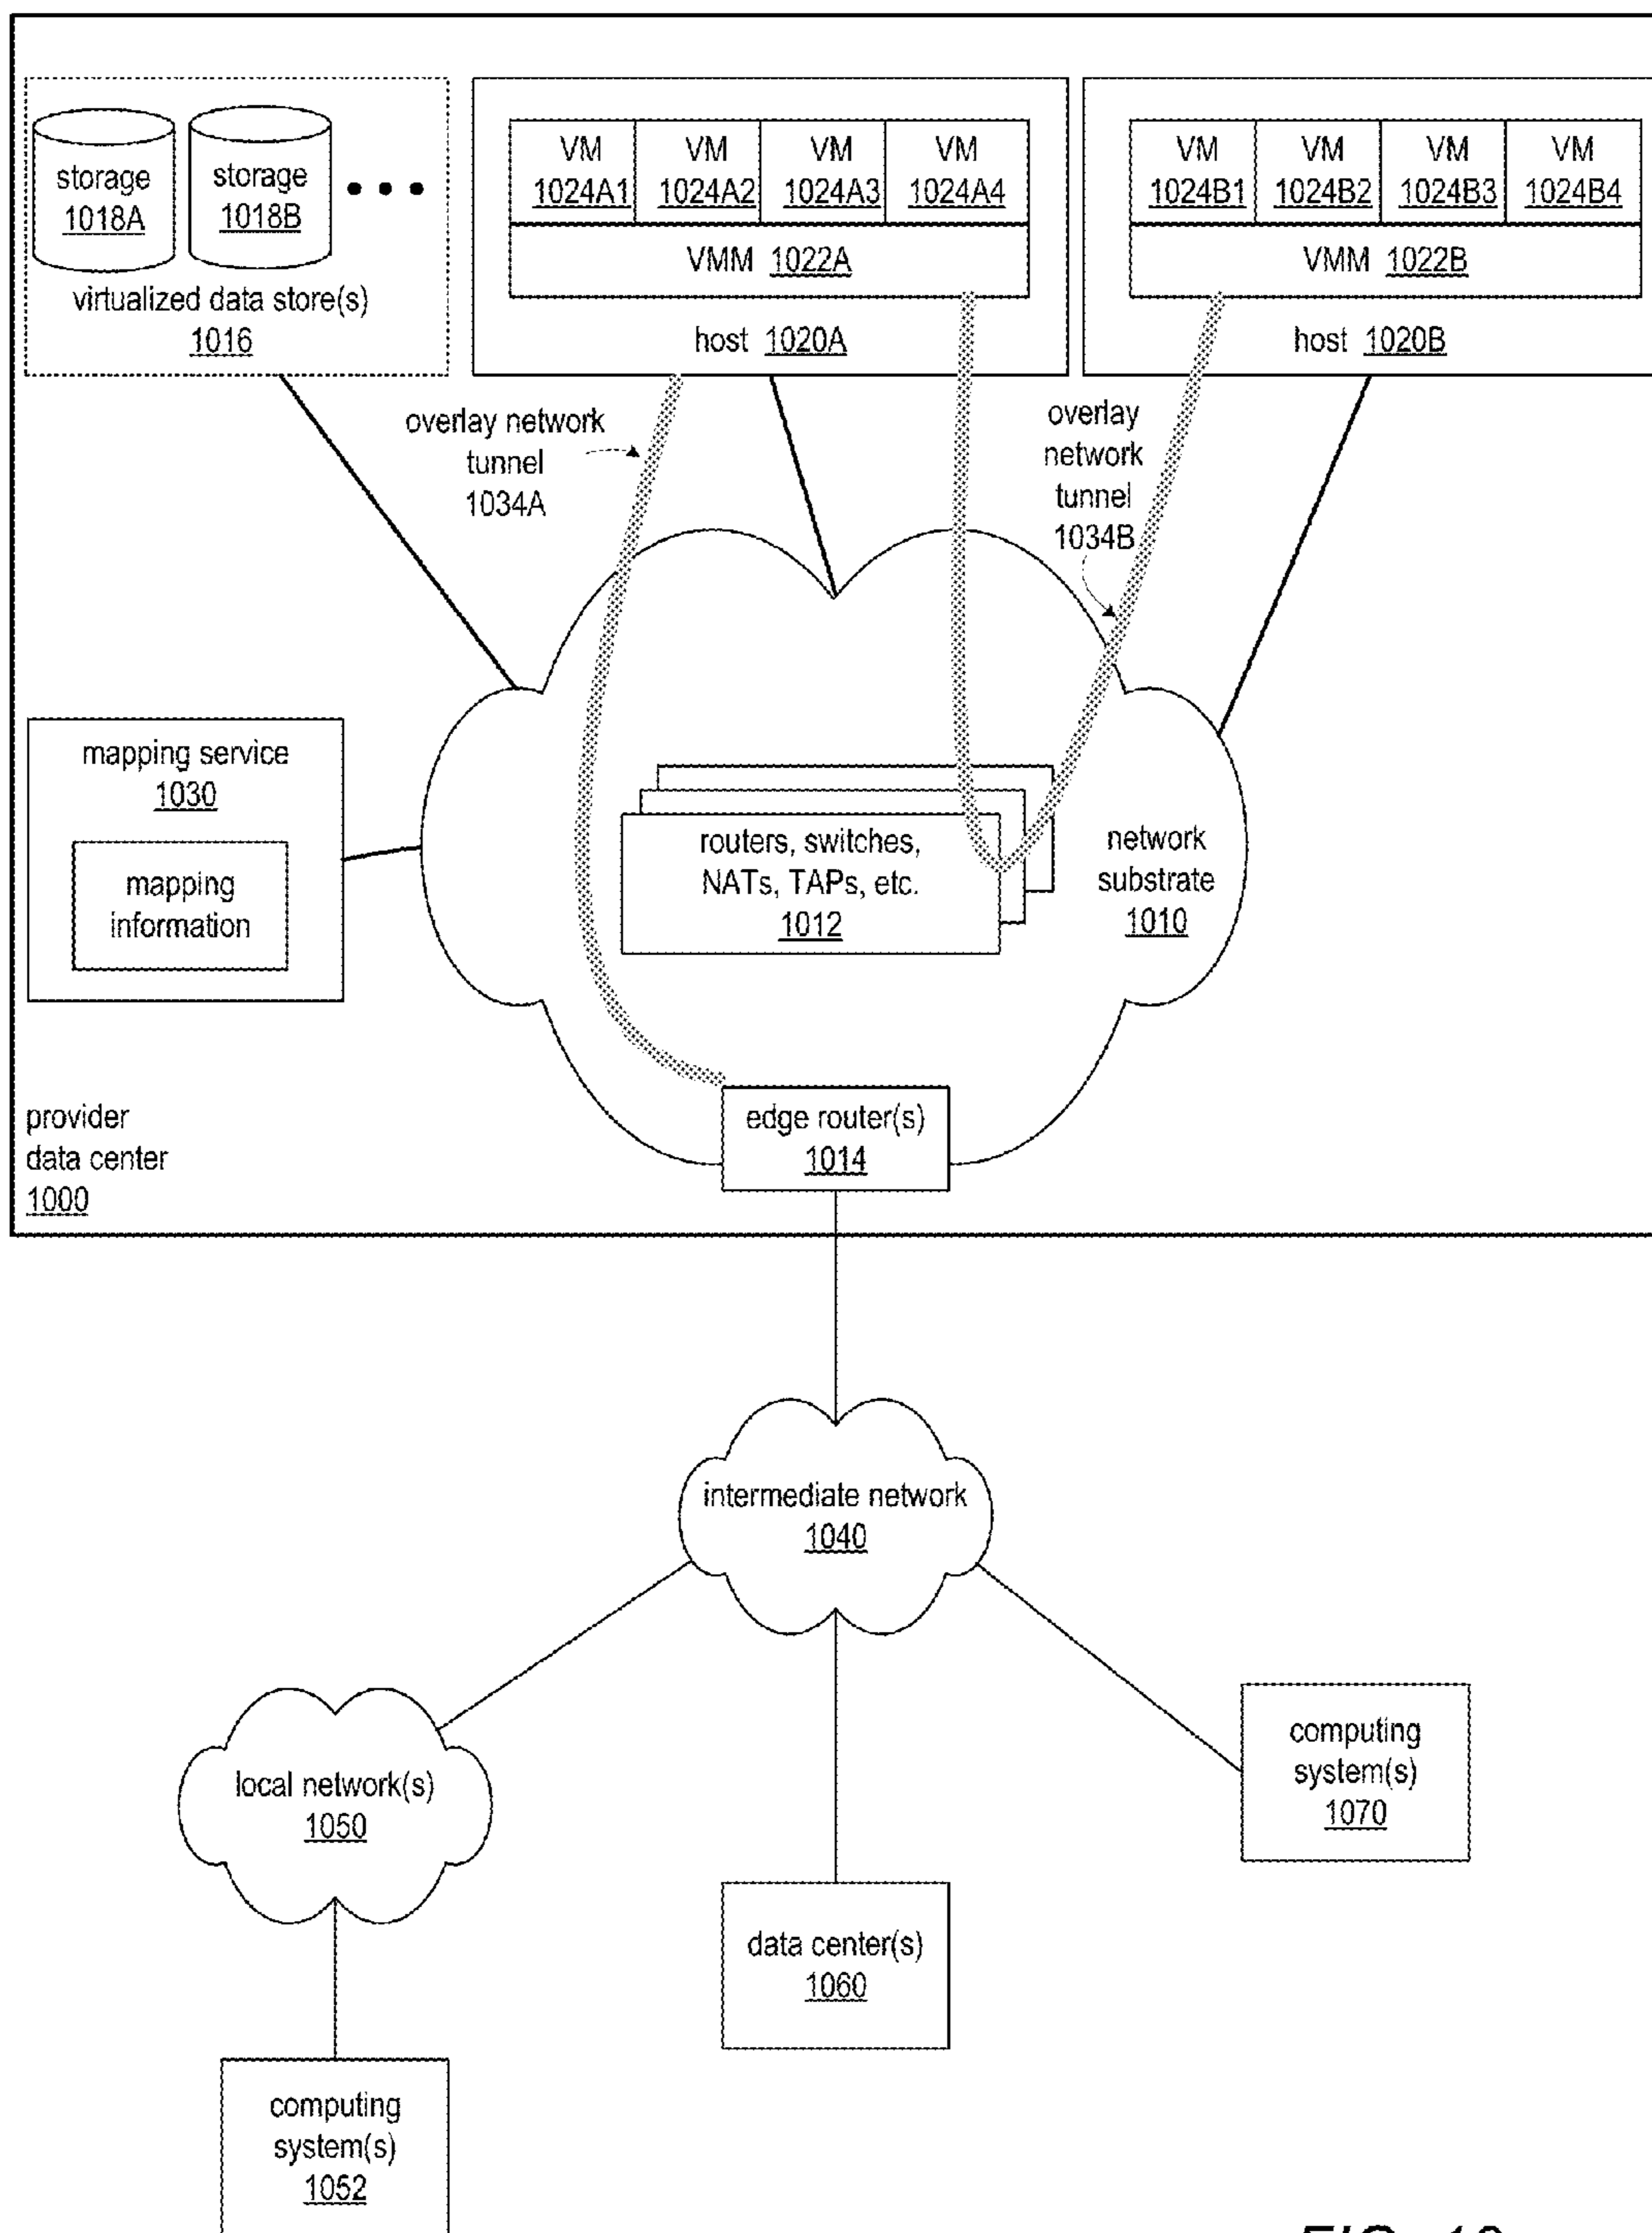 storage
1018A
storage
1018B
virtualized data store(s)
1016
VM
1024A1
VM
1024A2
VM
1024A3
VM
1024A4
VMM 1022A
host 1020A
VM
1024B1
VM
1024B2
VM
1024B3
VM
1024B4
VMM 1022B
host 1020B
overlay network
tunnel
1034A
overlay
network
tunnel
1034B
mapping service
1030
mapping
information
routers, switches,
NATs, TAPs, etc.
1012
network
substrate
1010
edge router(s)
1014
provider
data center
1000
intermediate network
1040
local network(s)
1050
computing
system(s)
1070
data center(s)
1060
computing
system(s)
1052